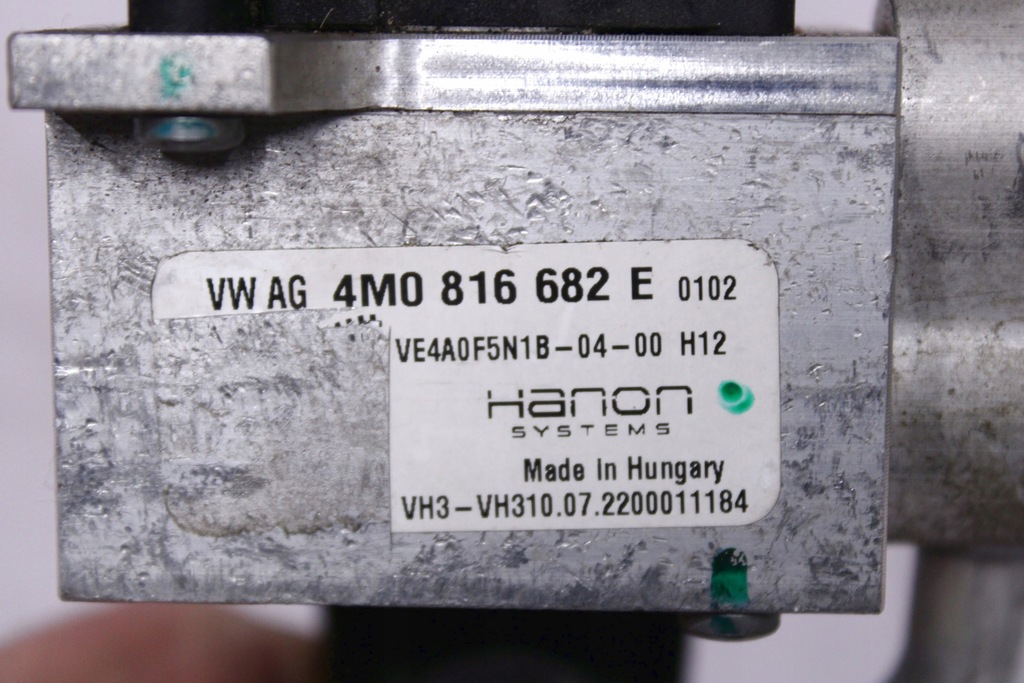 VW AG 4M0 816 682 E 0102
VE4A0F5N1B-04-00 H12
Hanon
SYSTEMS
Made in Hungary
VH3-VH310.07.2200011184